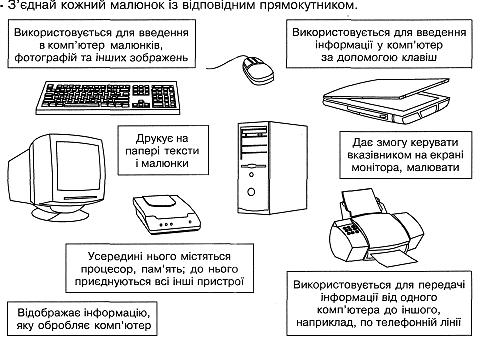 З’єднай кожний малюнок із відповідним прямокутником.
Використовується для введення
в комп’ютер малюнків,
фотографій та інших зображень
Використовується для введення
інформації у комп’ютер
за допомогою клавіш
Друкує на
папері тексти
і малюнки
Дає змогу керувати
вказівником на екрані
монітора, малювати
Усередині нього містяться
процесор, пам’ять; до нього
приєднуються всі інші пристрої
Використовується для передачі
інформації від одного
комп’ютера до іншого,
наприклад, по телефонній лінії
Відображає інформацію,
яку обробляє комп’ютер